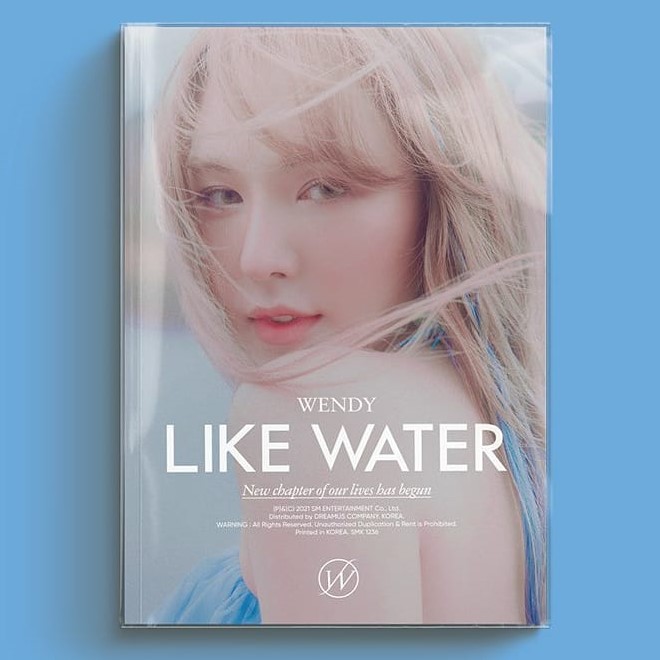 WENDY
LIKE WATER
New chapter of our lives has begun
(P)&(C) 2021 SM ENTERTAINMENT Co., Ltd.
Distributed by DREAMUS COMPANY. KOREA.
WARNING : All Rights Reserved. Unauthorized Duplication & Rent is Prohibited.
Printed in KOREA. SMK 1236
W